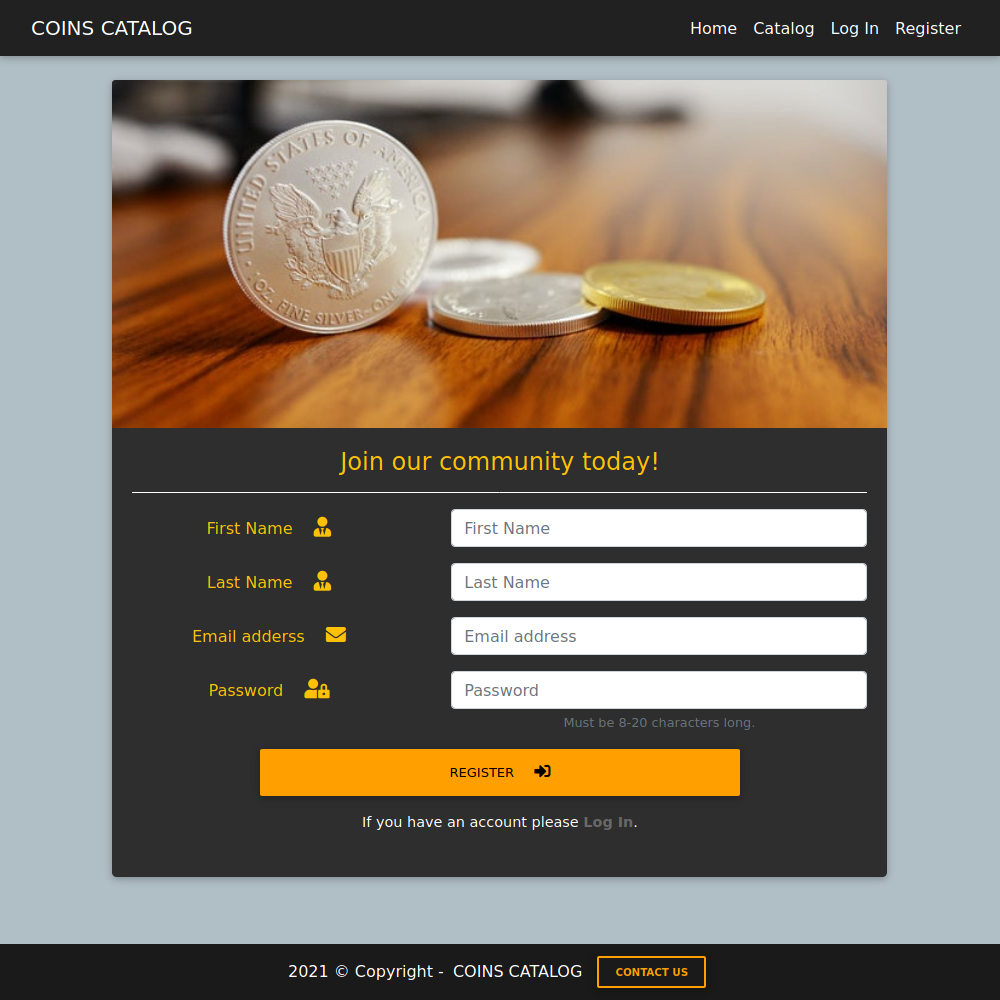 COINS CATALOG Home Catalog Log In Register
UNITED STATES OF AMERICA
1 OZ. FINE SILVER~ONE
Join our community today!
First Name First Name
Last Name Last Name
Email adderss Email address
Password Password
Must be 8-20 characters long.
REGISTER
If you have an account please Log In.
2021 © Copyright - COINS CATALOG CONTACT US